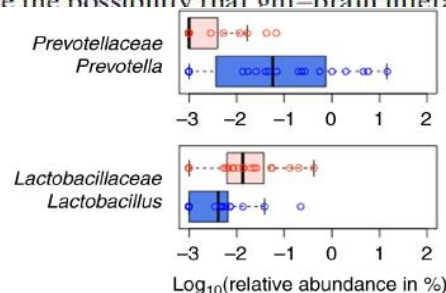 Prevotellaceae
Prevotella
−3 −2 −1 0 1 2
Lactobacillaceae
Lactobacillus
−3 −2 −1 0 1 2
Log₁₀(relative abundance in %)